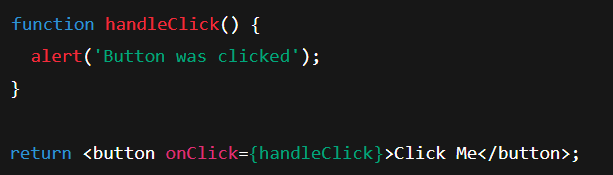 function handleClick() {
  alert('Button was clicked');
}

return <button onClick={handleClick}>Click Me</button>;